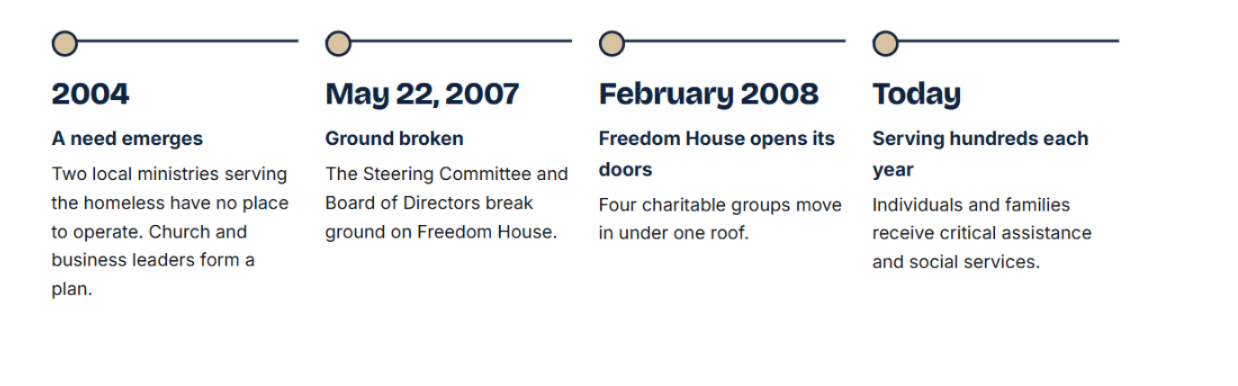 2004
A need emerges
Two local ministries serving
the homeless have no place
to operate. Church and
business leaders form a
plan.
May 22, 2007
Ground broken
The Steering Committee and
Board of Directors break
ground on Freedom House.
February 2008
Freedom House opens its
doors
Four charitable groups move
in under one roof.
Today
Serving hundreds each
year
Individuals and families
receive critical assistance
and social services.